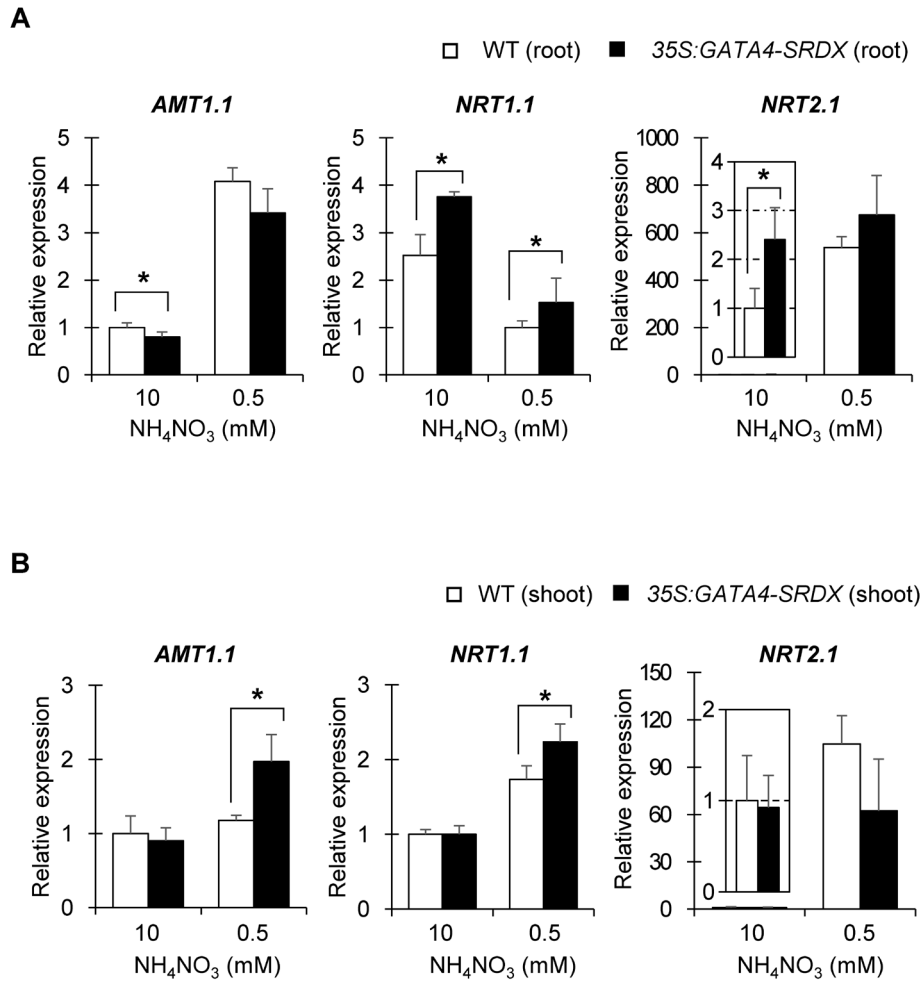 A
WT (root) 35S:GATA4-SRDX (root)
AMT1.1 NRT1.1 NRT2.1
Relative expression
5
4
3
2
1
0
*
10 0.5
NH₄NO₃ (mM)
Relative expression
5
4
3
2
1
0
*
*
10 0.5
NH₄NO₃ (mM)
Relative expression
1000
800
600
400
200
0
4
3
2
1
0
*
10 0.5
NH₄NO₃ (mM)
B
WT (shoot) 35S:GATA4-SRDX (shoot)
AMT1.1 NRT1.1 NRT2.1
Relative expression
3
2
1
0
*
10 0.5
NH₄NO₃ (mM)
Relative expression
3
2
1
0
*
10 0.5
NH₄NO₃ (mM)
Relative expression
150
120
90
60
30
0
2
1
0
10 0.5
NH₄NO₃ (mM)